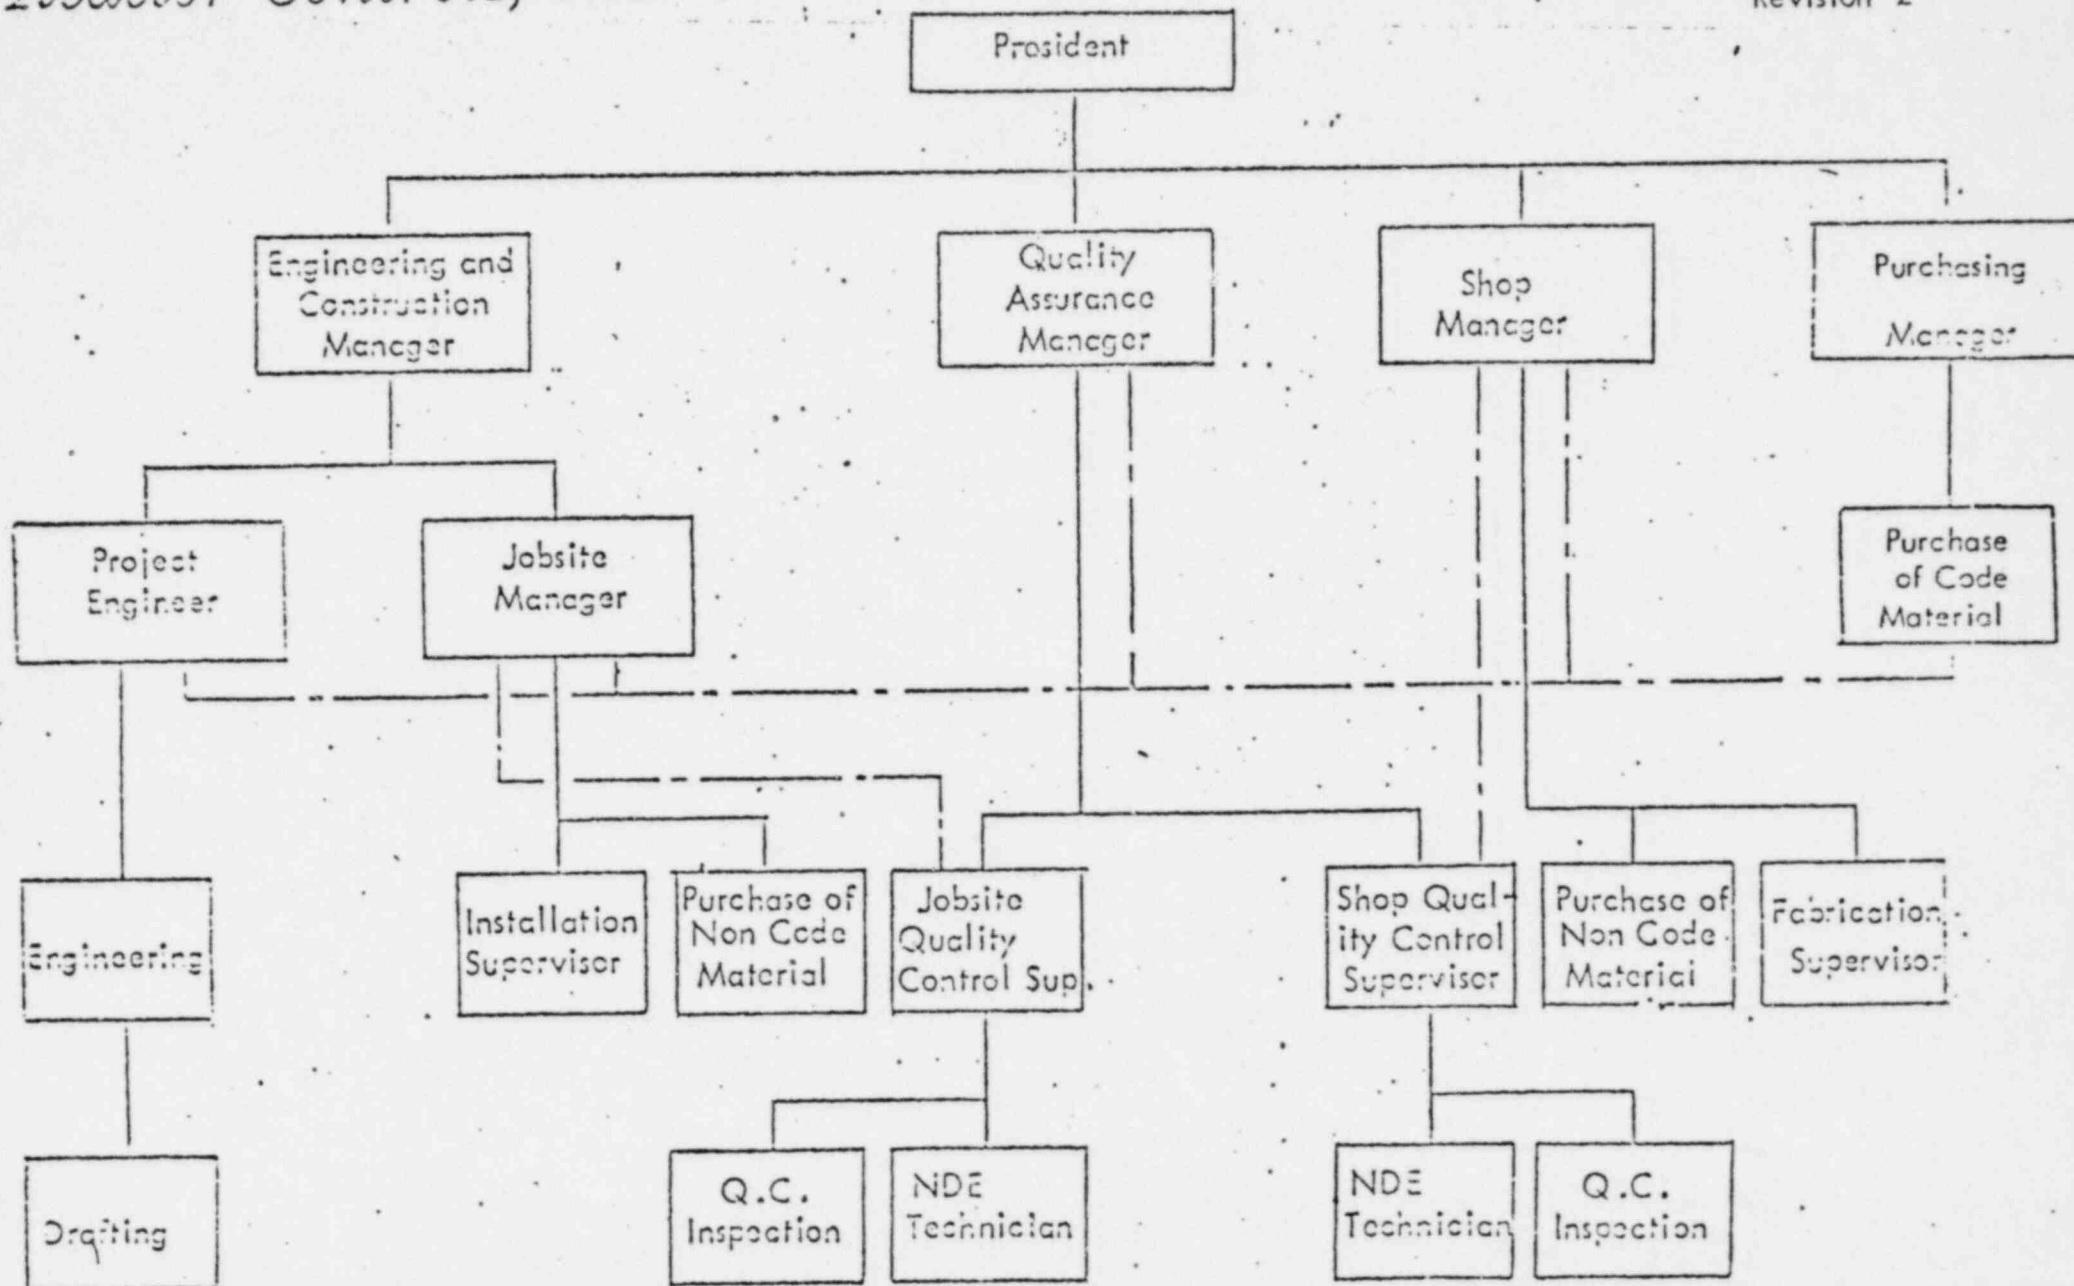 Revision 2
President
Engineering and
Construction
Manager
Quality
Assurance
Manager
Shop
Manager
Purchasing
Manager
Project
Engineer
Jobsite
Manager
Purchase
of Code
Material
Engineering
Installation
Supervisor
Purchase of
Non Code
Material
Jobsite
Quality
Control Sup.
Shop Qual-
ity Control
Supervisor
Purchase of
Non Code
Material
Fabrication
Supervisor
Drafting
Q.C.
Inspection
NDE
Technician
NDE
Technician
Q.C.
Inspection